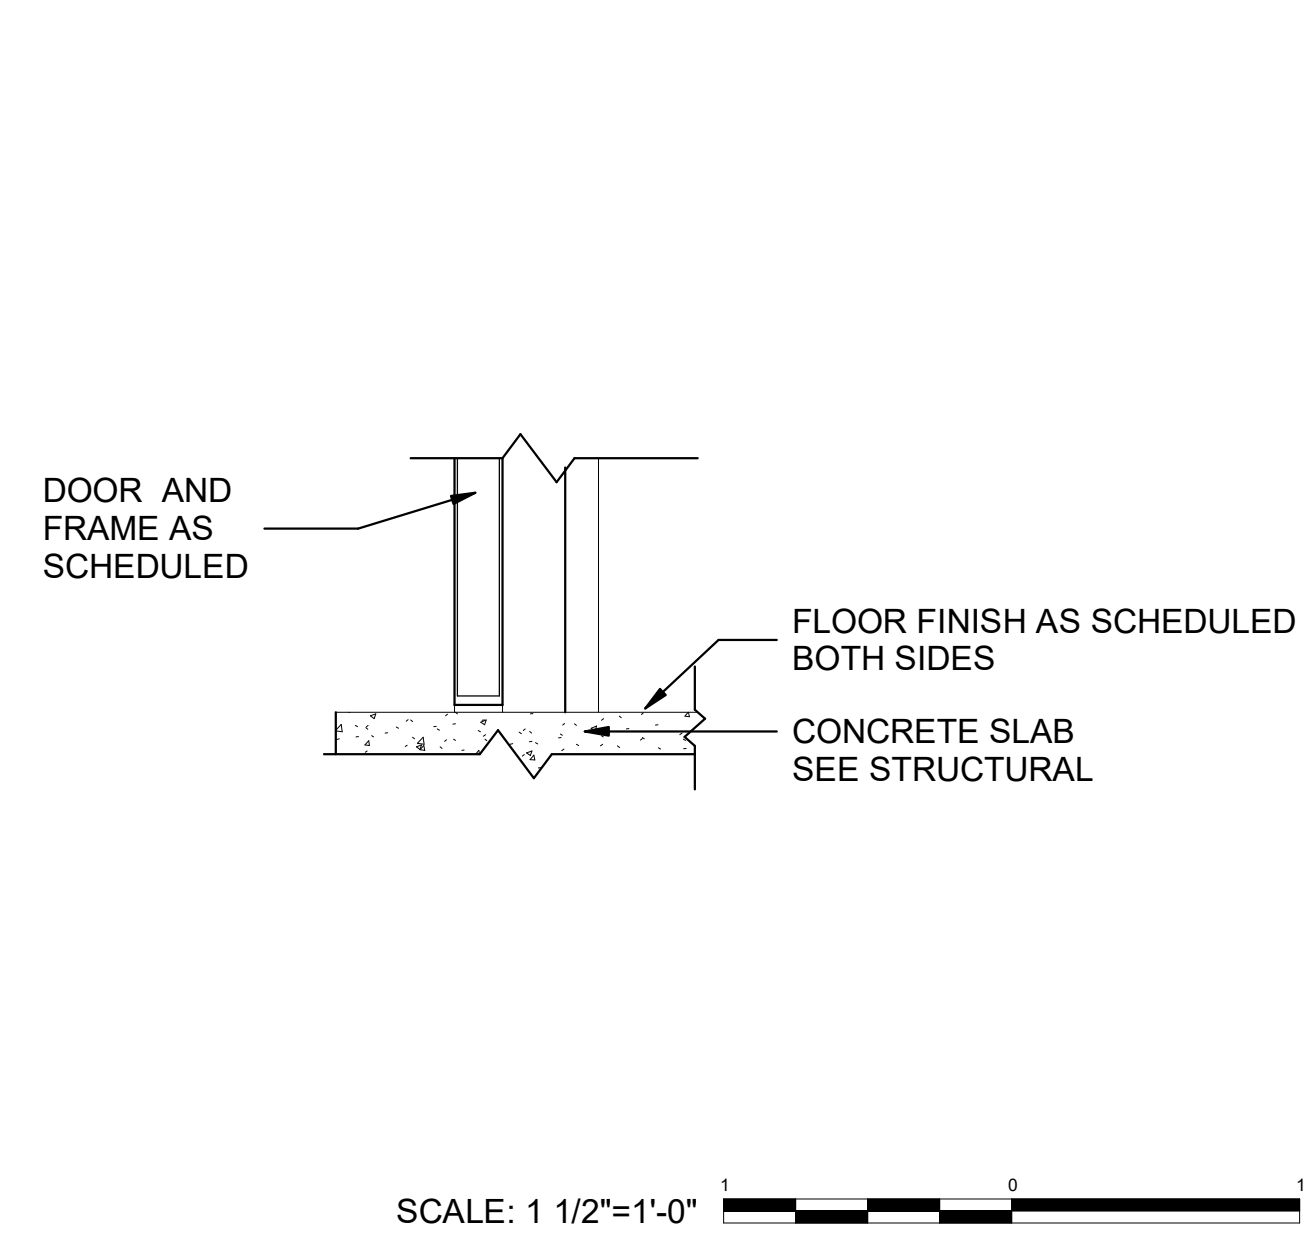 DOOR AND
FRAME AS
SCHEDULED
FLOOR FINISH AS SCHEDULED
BOTH SIDES
CONCRETE SLAB
SEE STRUCTURAL
SCALE: 1 1/2"=1'-0"
1 0 1